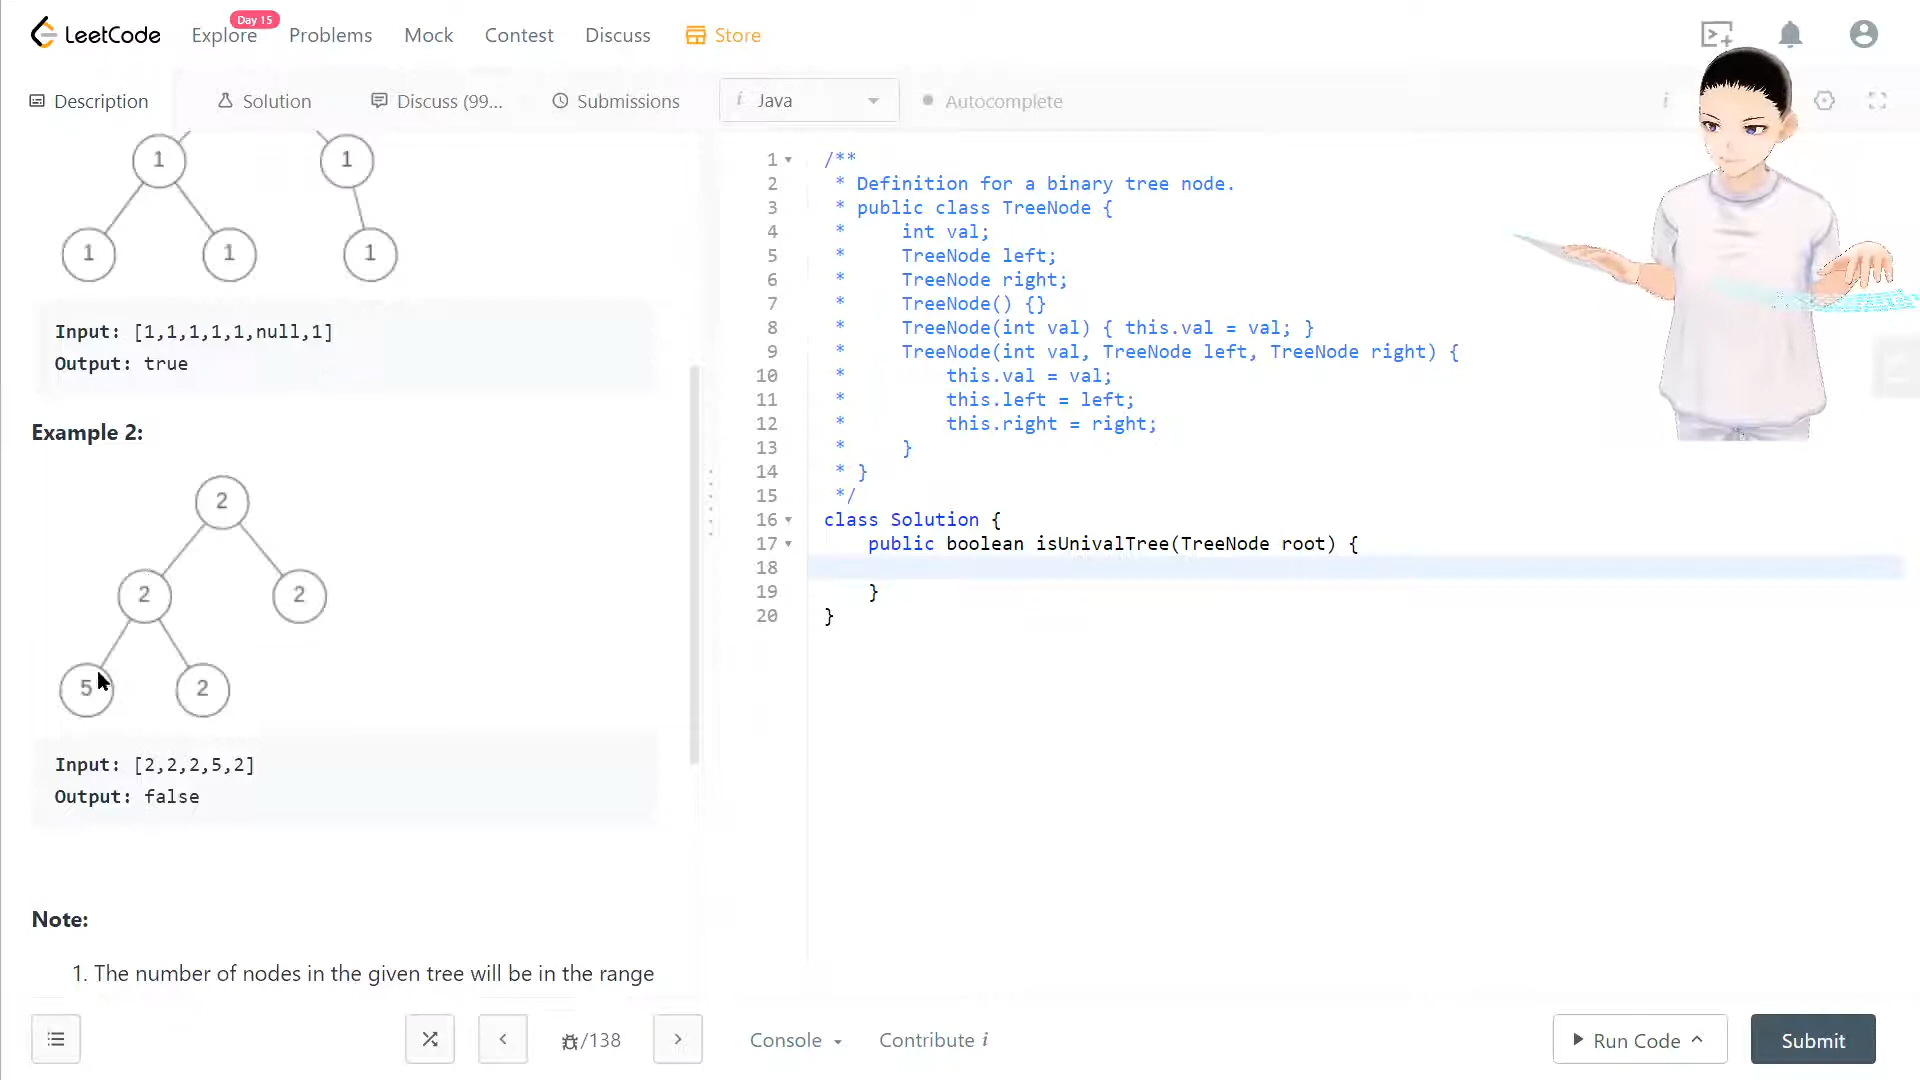 LeetCode
Explore
Day 15
Problems
Mock
Contest
Discuss
Store
Description
Solution
Discuss (99...
Submissions
i Java
Autocomplete
i
1
1
1
1
1
Input: [1,1,1,1,1,null,1]
Output: true
Example 2:
2
2
2
5
2
Input: [2,2,2,5,2]
Output: false
Note:
1. The number of nodes in the given tree will be in the range
1 /**
2 * Definition for a binary tree node.
3 * public class TreeNode {
4 * int val;
5 * TreeNode left;
6 * TreeNode right;
7 * TreeNode() {}
8 * TreeNode(int val) { this.val = val; }
9 * TreeNode(int val, TreeNode left, TreeNode right) {
10 * this.val = val;
11 * this.left = left;
12 * this.right = right;
13 * }
14 * }
15 */
16 class Solution {
17 public boolean isUnivalTree(TreeNode root) {
18
19 }
20 }
/138
Console
Contribute i
Run Code
Submit